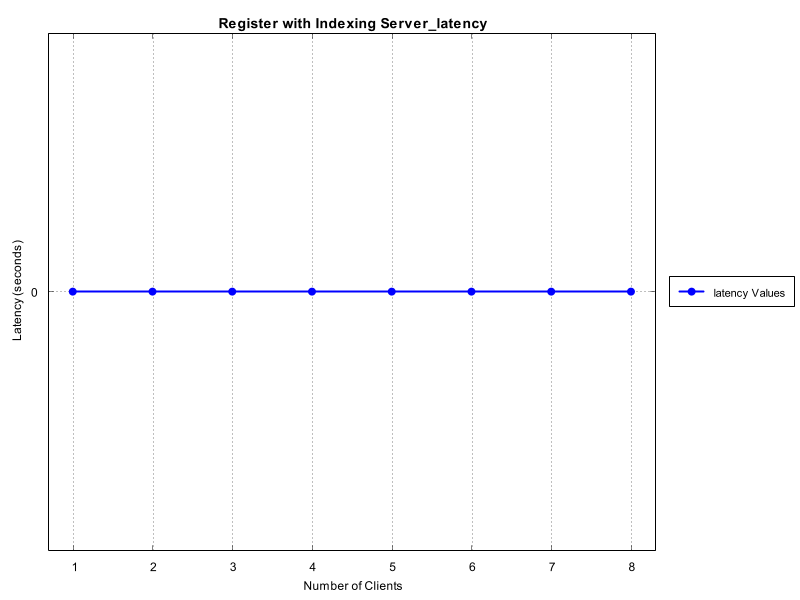 Register with Indexing Server_latency
Latency (seconds)
0
latency Values
1 2 3 4 5 6 7 8
Number of Clients